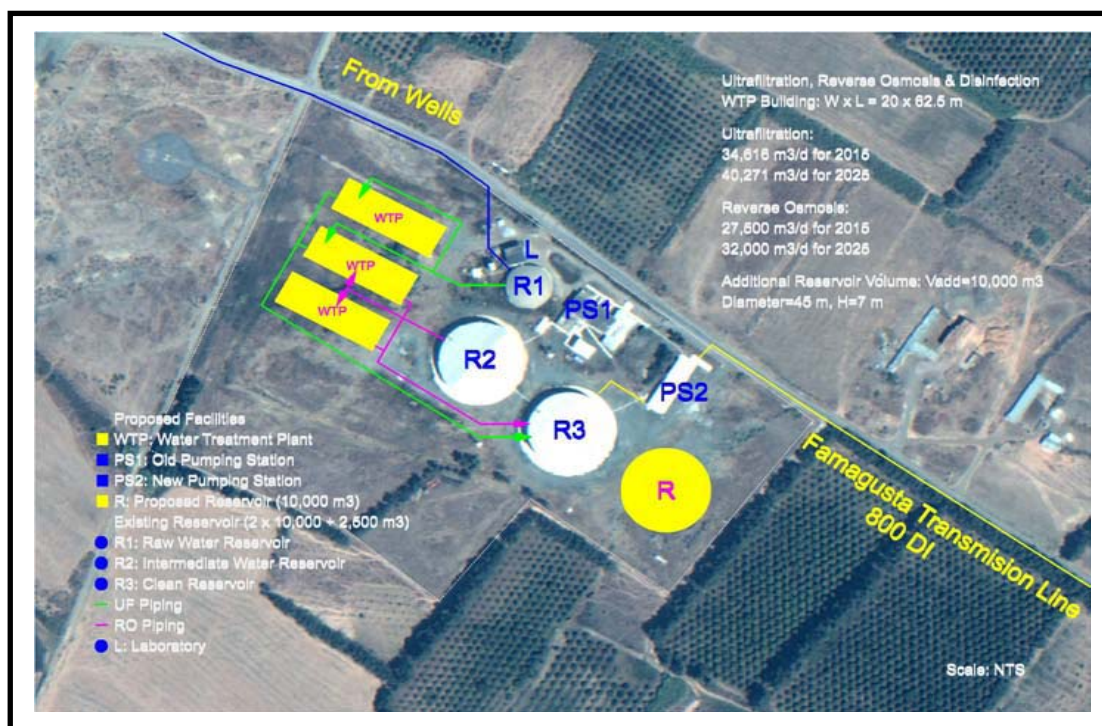 From Wells
Ultrafiltration, Reverse Osmosis & Disinfection
WTP Building: W x L = 20 x 62.5 m
Ultrafiltration:
34,616 m3/d for 2015
40,271 m3/d for 2025
Reverse Osmosis:
27,500 m3/d for 2015
32,000 m3/d for 2025
Additional Reservoir Volume: Vadd=10,000 m3
Diameter=45 m, H=7 m
WTP
WTP
WTP
L
R1
PS1
R2
PS2
R3
R
Famagusta Transmision Line
800 DI
Proposed Facilities
WTP: Water Treatment Plant
PS1: Old Pumping Station
PS2: New Pumping Station
R: Proposed Reservoir (10,000 m3)
Existing Reservoir (2 x 10,000 + 2,500 m3)
R1: Raw Water Reservoir
R2: Intermediate Water Reservoir
R3: Clean Reservoir
UF Piping
RO Piping
L: Laboratory
Scale: NTS